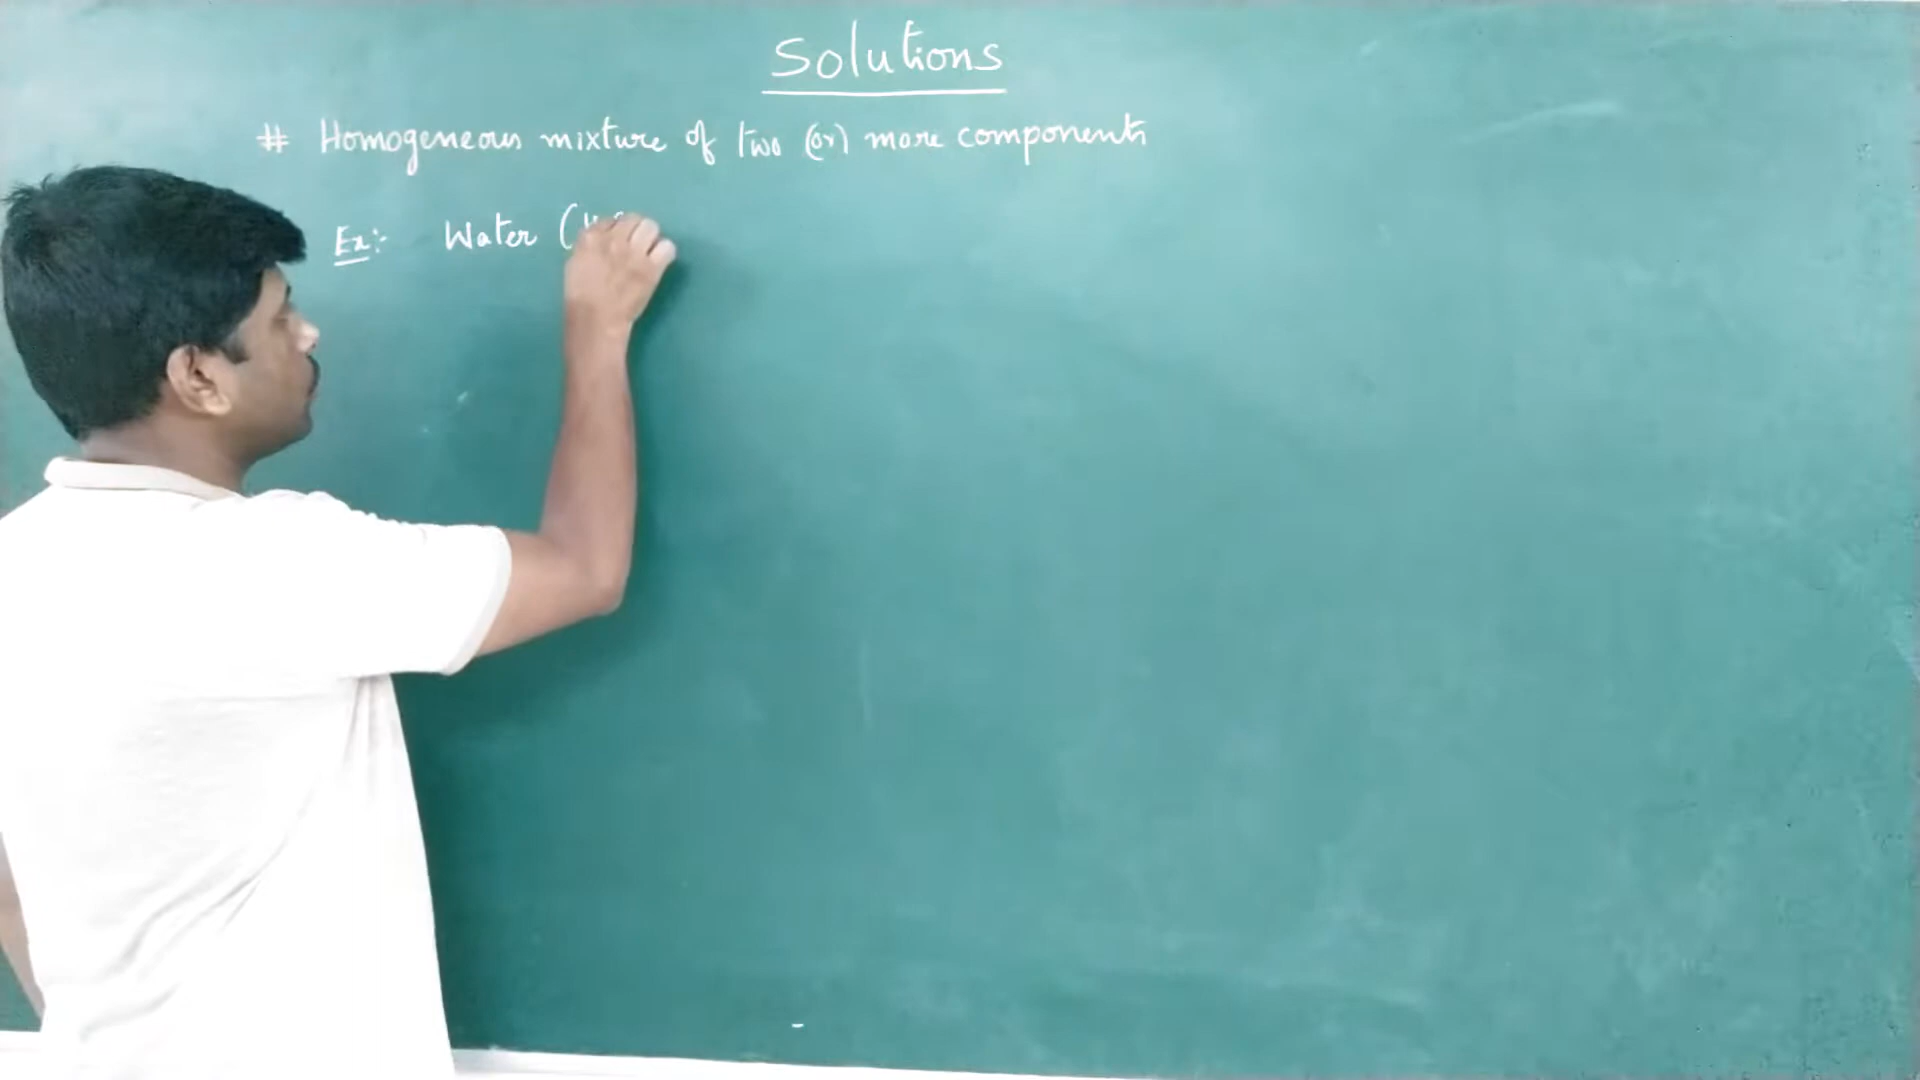 Solutions
# Homogeneous mixture of two (or) more components
Ex:- Water (